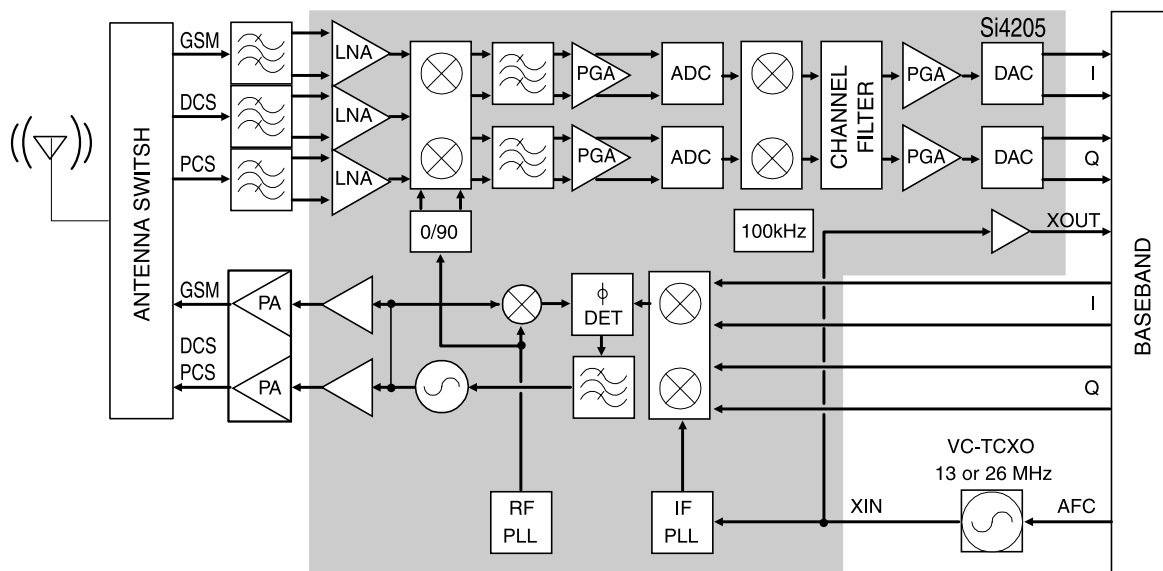 Si4205
GSM
DCS
PCS
LNA
LNA
LNA
PGA
PGA
ADC
ADC
CHANNEL
FILTER
PGA
PGA
DAC
DAC
I
Q
ANTENNA SWITSH
BASEBAND
0/90
100kHz
XOUT
GSM
DCS
PCS
PA
PA
ϕ
DET
I
Q
RF
PLL
IF
PLL
VC-TCXO
13 or 26 MHz
XIN
AFC